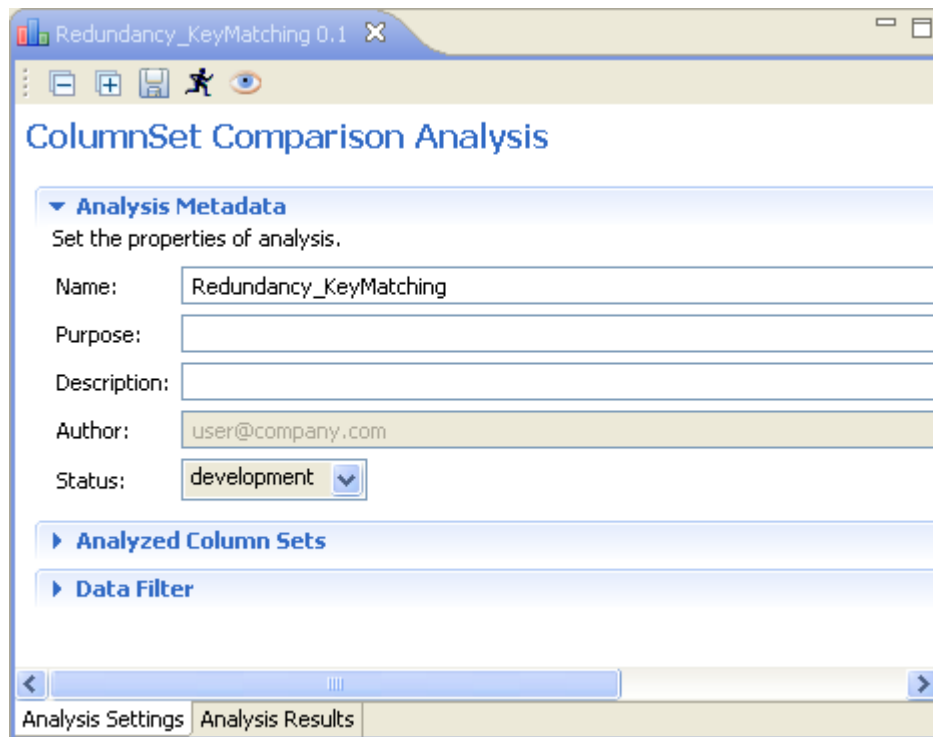 Redundancy_KeyMatching 0.1
ColumnSet Comparison Analysis
Analysis Metadata
Set the properties of analysis.
Name: Redundancy_KeyMatching
Purpose:
Description:
Author: user@company.com
Status: development
Analyzed Column Sets
Data Filter
Analysis Settings Analysis Results